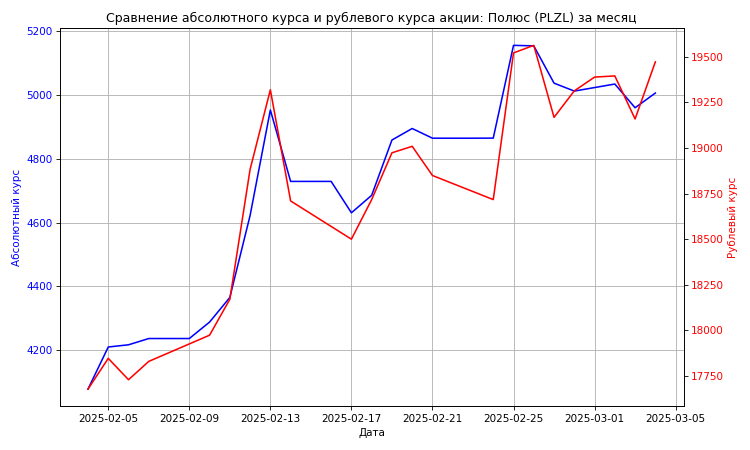 Сравнение абсолютного курса и рублевого курса акции: Полюс (PLZL) за месяц
Абсолютный курс
5200
5000
4800
4600
4400
4200
19500
19250
19000
18750
18500
18250
18000
17750
Рублевый курс
2025-02-05 2025-02-09 2025-02-13 2025-02-17 2025-02-21 2025-02-25 2025-03-01 2025-03-05
Дата